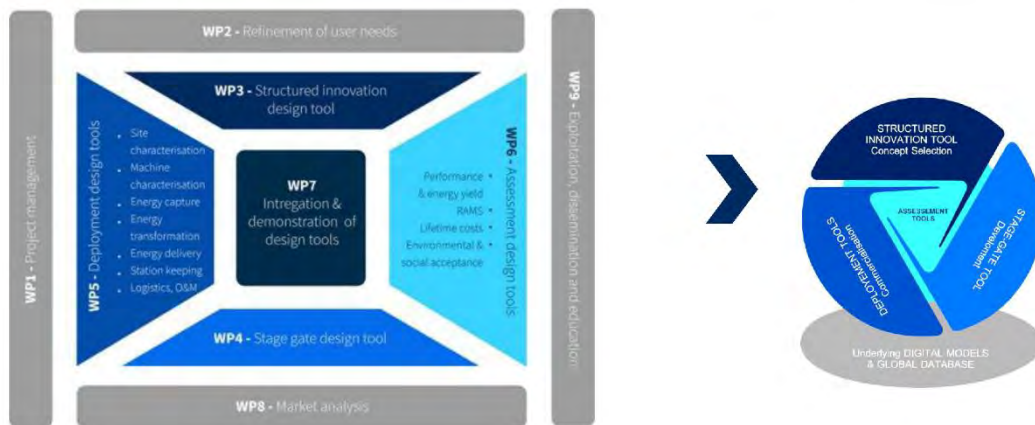 WP1 - Project management
WP2 - Refinement of user needs
WP3 - Structured innovation
design tool
WP5 - Deployment design tools
Site
characterisation
Machine
characterisation
Energy capture
Energy
transformation
Energy delivery
Station keeping
Logistics, O&M
WP7
Intregation &
demonstration of
design tools
WP6 - Assessment design tools
Performance
& energy yield
RAMS
Lifetime costs
Environmental &
social acceptance
WP4 - Stage gate design tool
WP8 - Market analysis
WP9 - Exploitation, dissemination and education
STRUCTURED
INNOVATION TOOL
Concept Selection
ASSESSMENT
TOOLS
STAGE-GATE TOOL
Develoment
DEPLOYEMENT TOOLS
Commercialisation
Underlying DIGITAL MODELS
& GLOBAL DATABASE